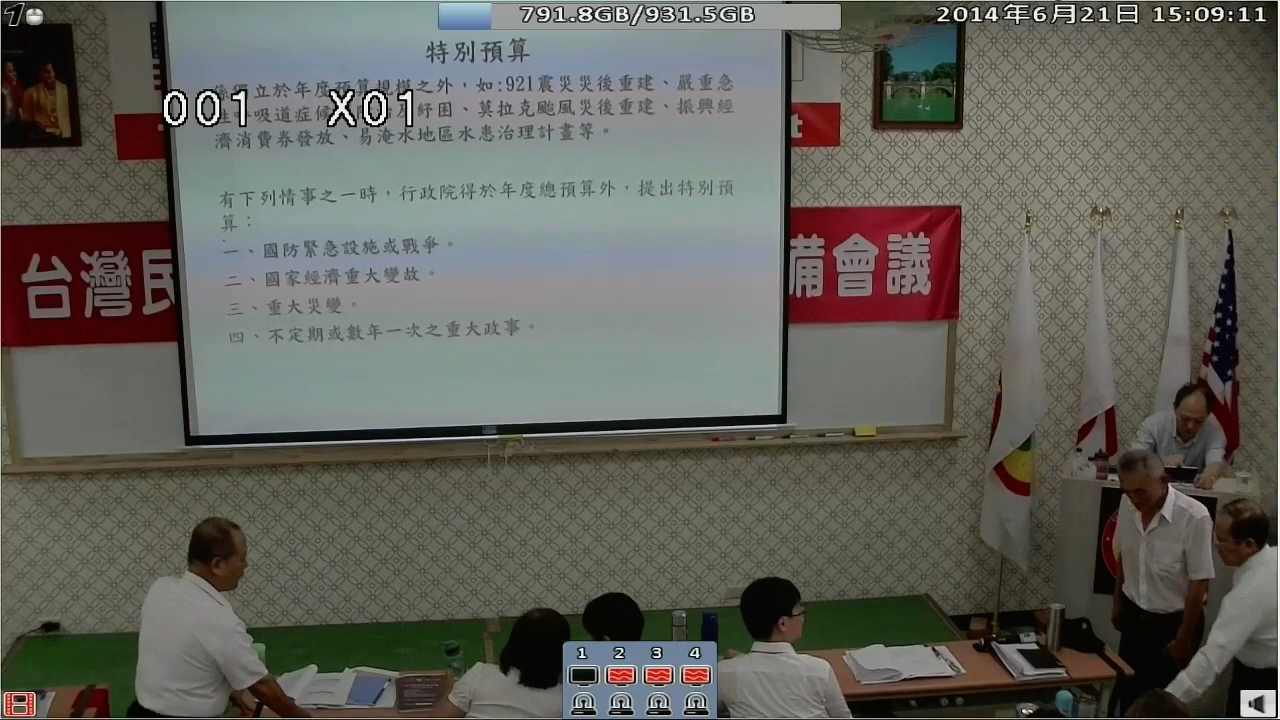 791.8GB/931.5GB
2014年6月21日 15:09:11
001 X01
特別預算
立於年度預算規模之外，如:921震災災後重建、嚴重急
吸道症候 紓困、莫拉克颱風災後重建、振興經
濟消費券發放、易淹水地區水患治理計畫等。
有下列情事之一時，行政院得於年度總預算外，提出特別預
算：
一、國防緊急設施或戰爭。
二、國家經濟重大變故。
三、重大災變。
四、不定期或數年一次之重大政事。
台灣民
備會議
1 2 3 4